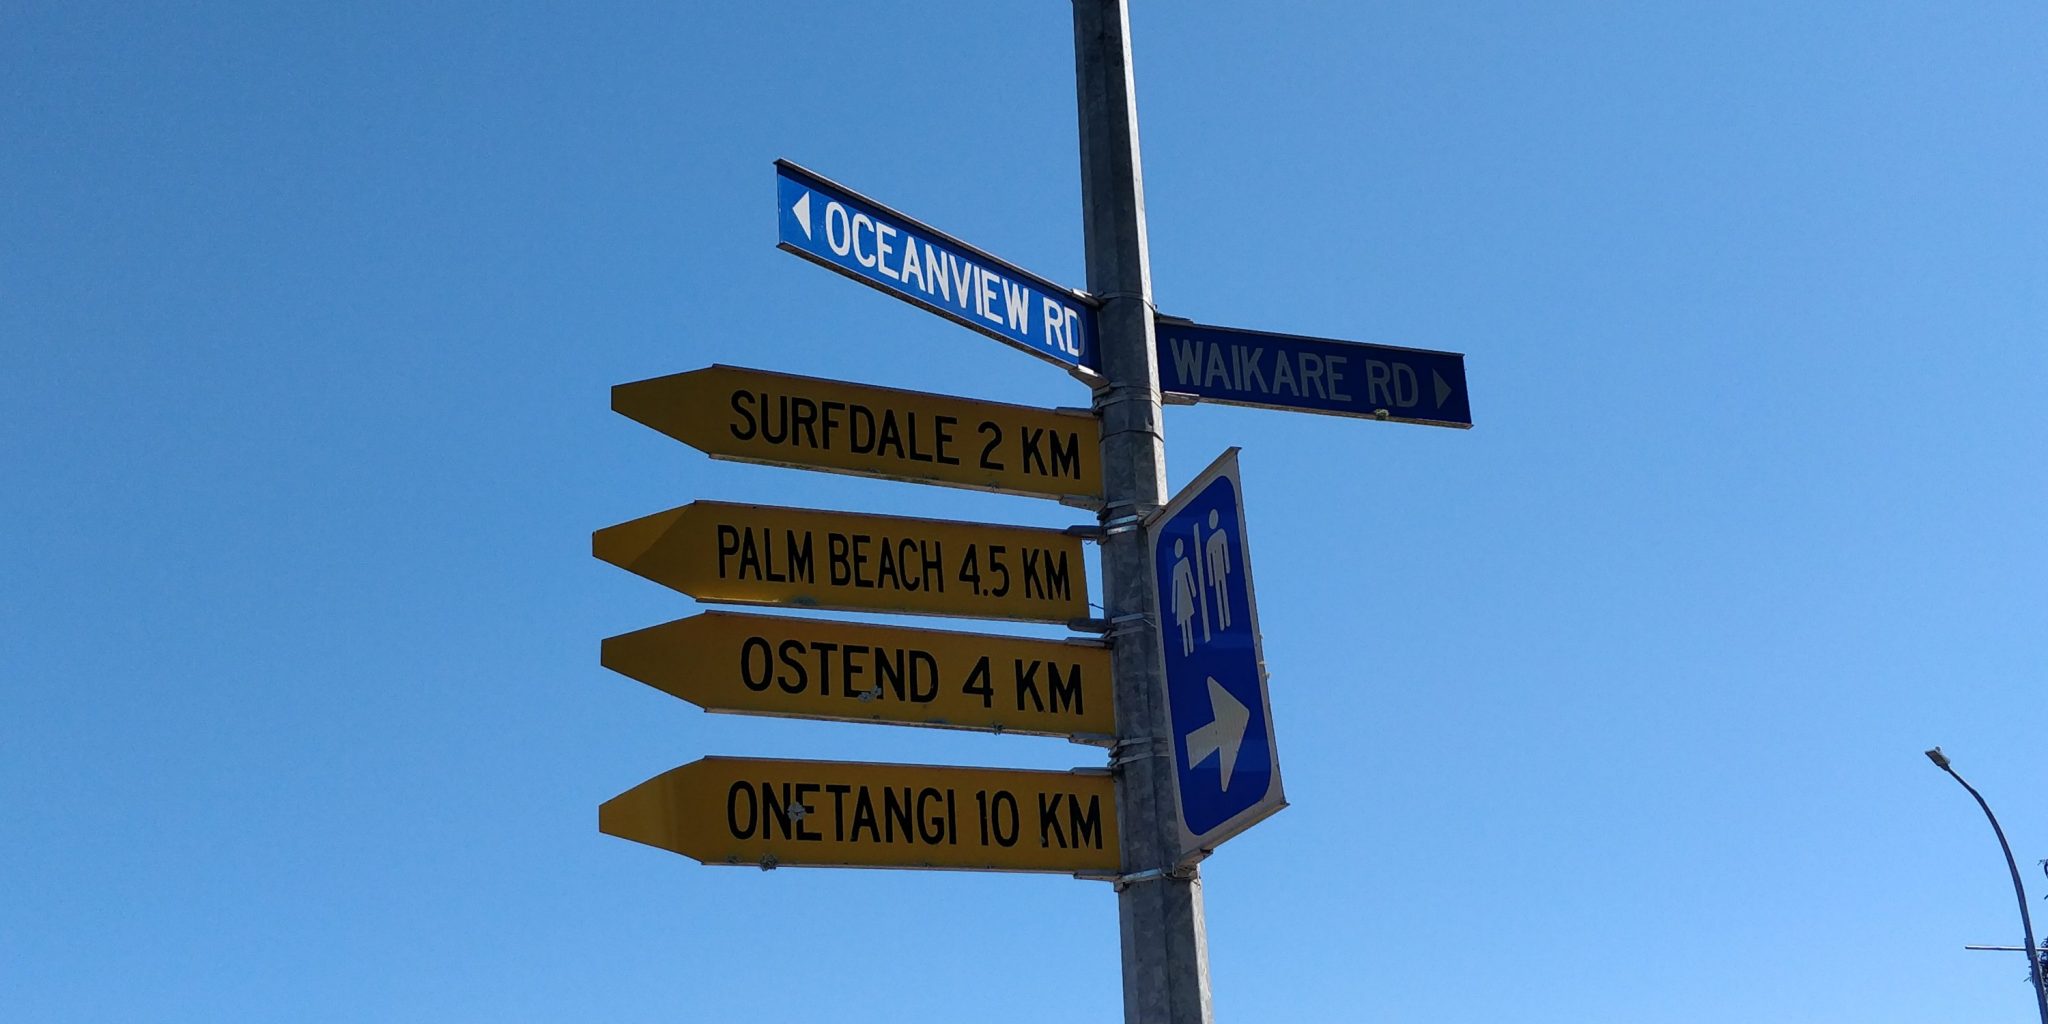 OCEANVIEW RD
WAIKARE RD
SURFDALE 2 KM
PALM BEACH 4.5 KM
OSTEND 4 KM
ONETANGI 10 KM